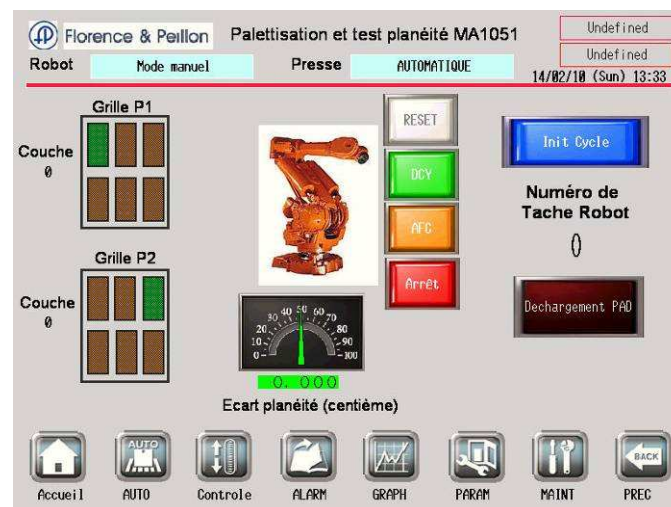 Florence & Peillon
Palettisation et test planéité MA1051
Undefined
Undefined
Robot
Mode manuel
Presse
AUTOMATIQUE
14/02/10 (Sun) 13:33
Grille P1
Couche
0
RESET
DCY
AFC
Arrêt
Init Cycle
Numéro de
Tache Robot
0
Dechargement PAD
Grille P2
Couche
0
0 10 20 30 40 50 60 70 80 90 100
0.000
Ecart planéité (centième)
AUTO
BACK
Accueil
AUTO
Controle
ALARM
GRAPH
PARAM
MAINT
PREC